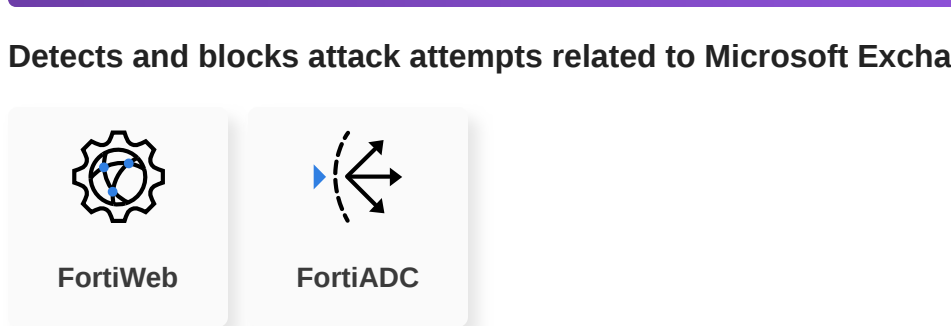 Detects and blocks attack attempts related to Microsoft Excha
FortiWeb
FortiADC